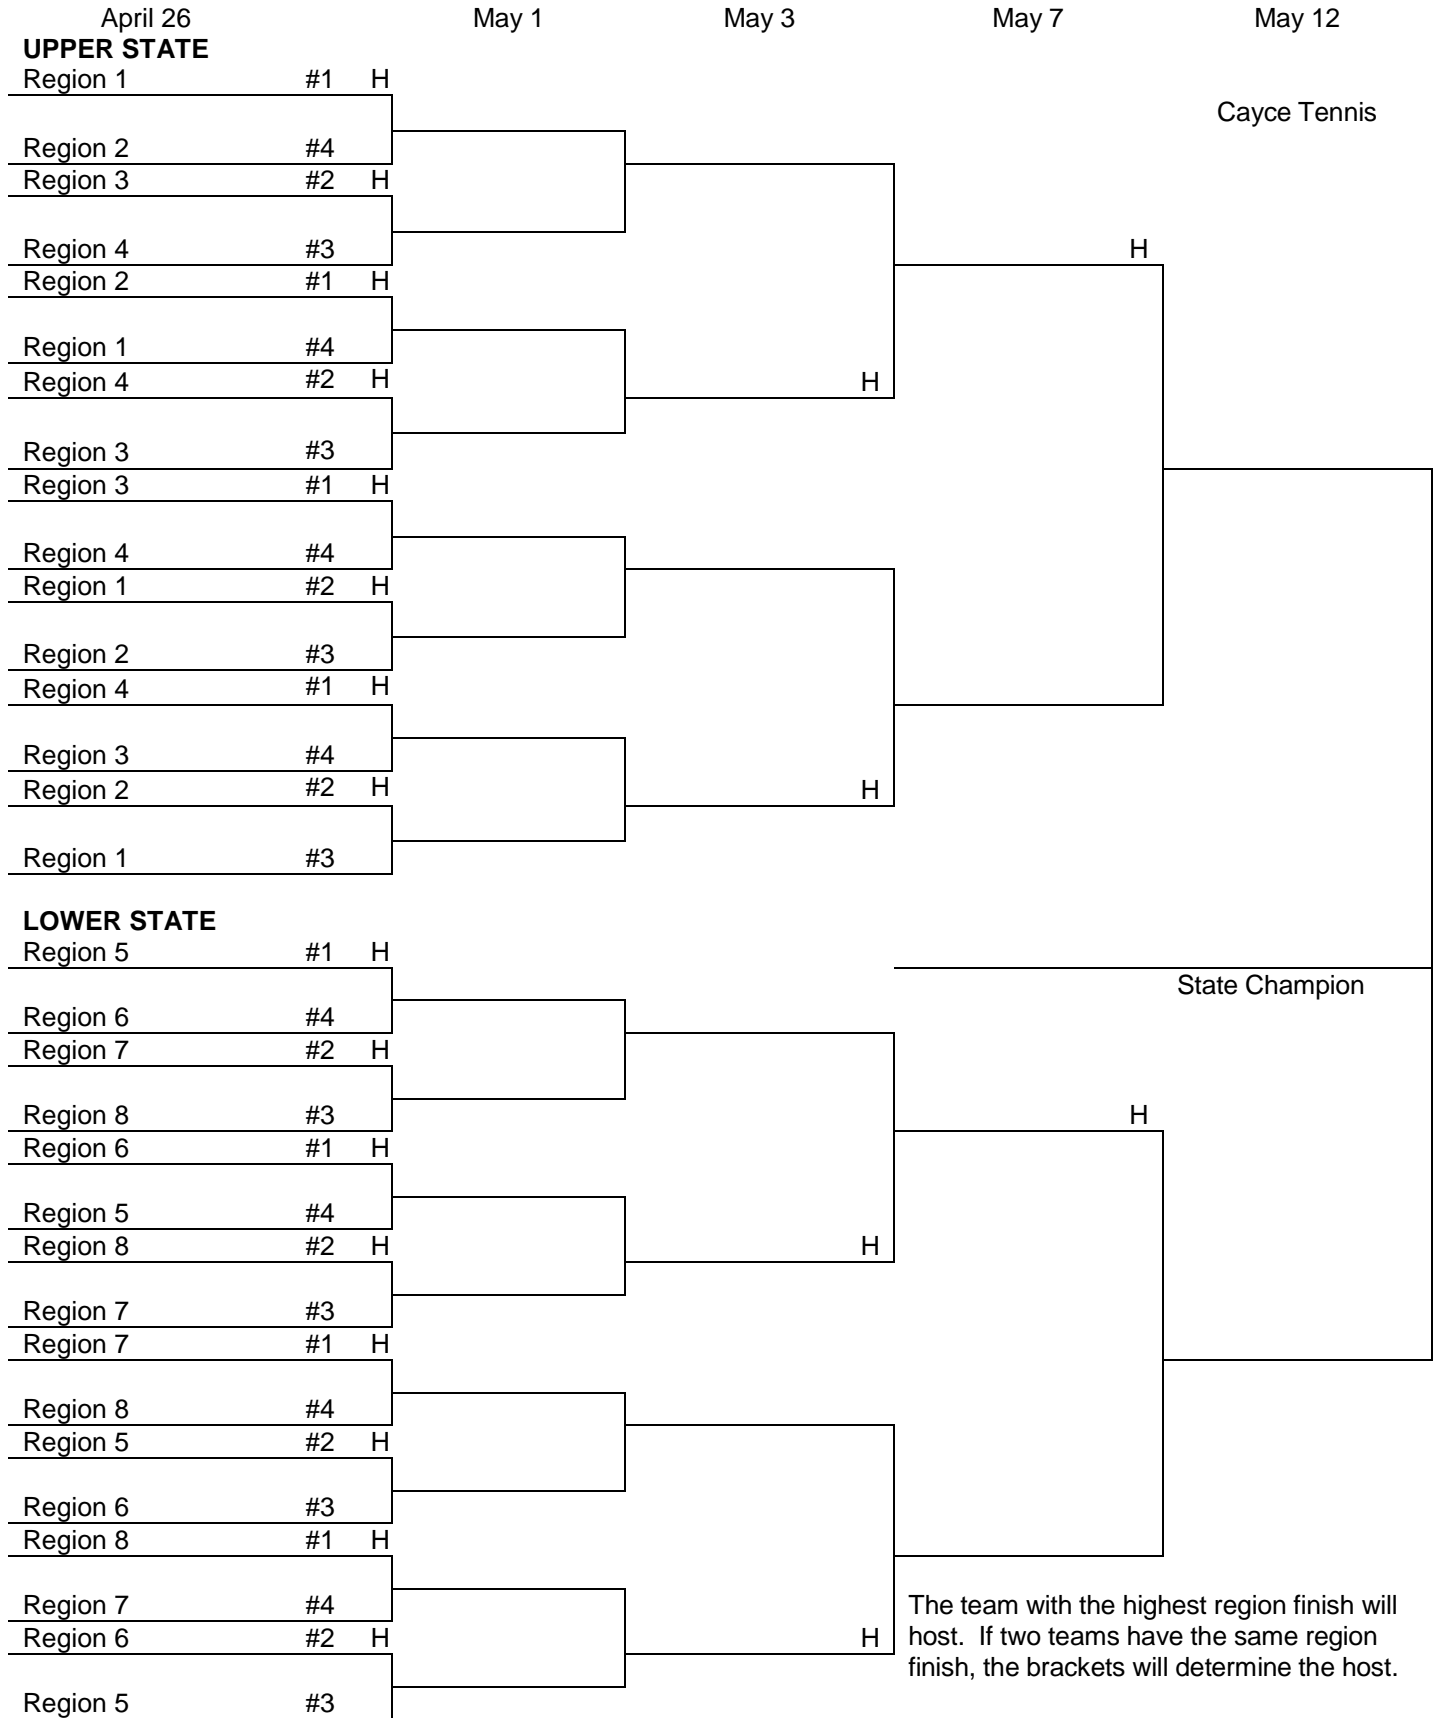 April 26 May 1 May 3 May 7 May 12
UPPER STATE
Region 1 #1 H
Cayce Tennis
Region 2 #4
Region 3 #2 H
Region 4 #3 H
Region 2 #1 H
Region 1 #4
Region 4 #2 H H
Region 3 #3
Region 3 #1 H
Region 4 #4
Region 1 #2 H
Region 2 #3
Region 4 #1 H
Region 3 #4
Region 2 #2 H H
Region 1 #3
LOWER STATE
Region 5 #1 H
State Champion
Region 6 #4
Region 7 #2 H
Region 8 #3 H
Region 6 #1 H
Region 5 #4
Region 8 #2 H H
Region 7 #3
Region 7 #1 H
Region 8 #4
Region 5 #2 H
Region 6 #3
Region 8 #1 H
Region 7 #4
Region 6 #2 H H
Region 5 #3
The team with the highest region finish will
host. If two teams have the same region
finish, the brackets will determine the host.